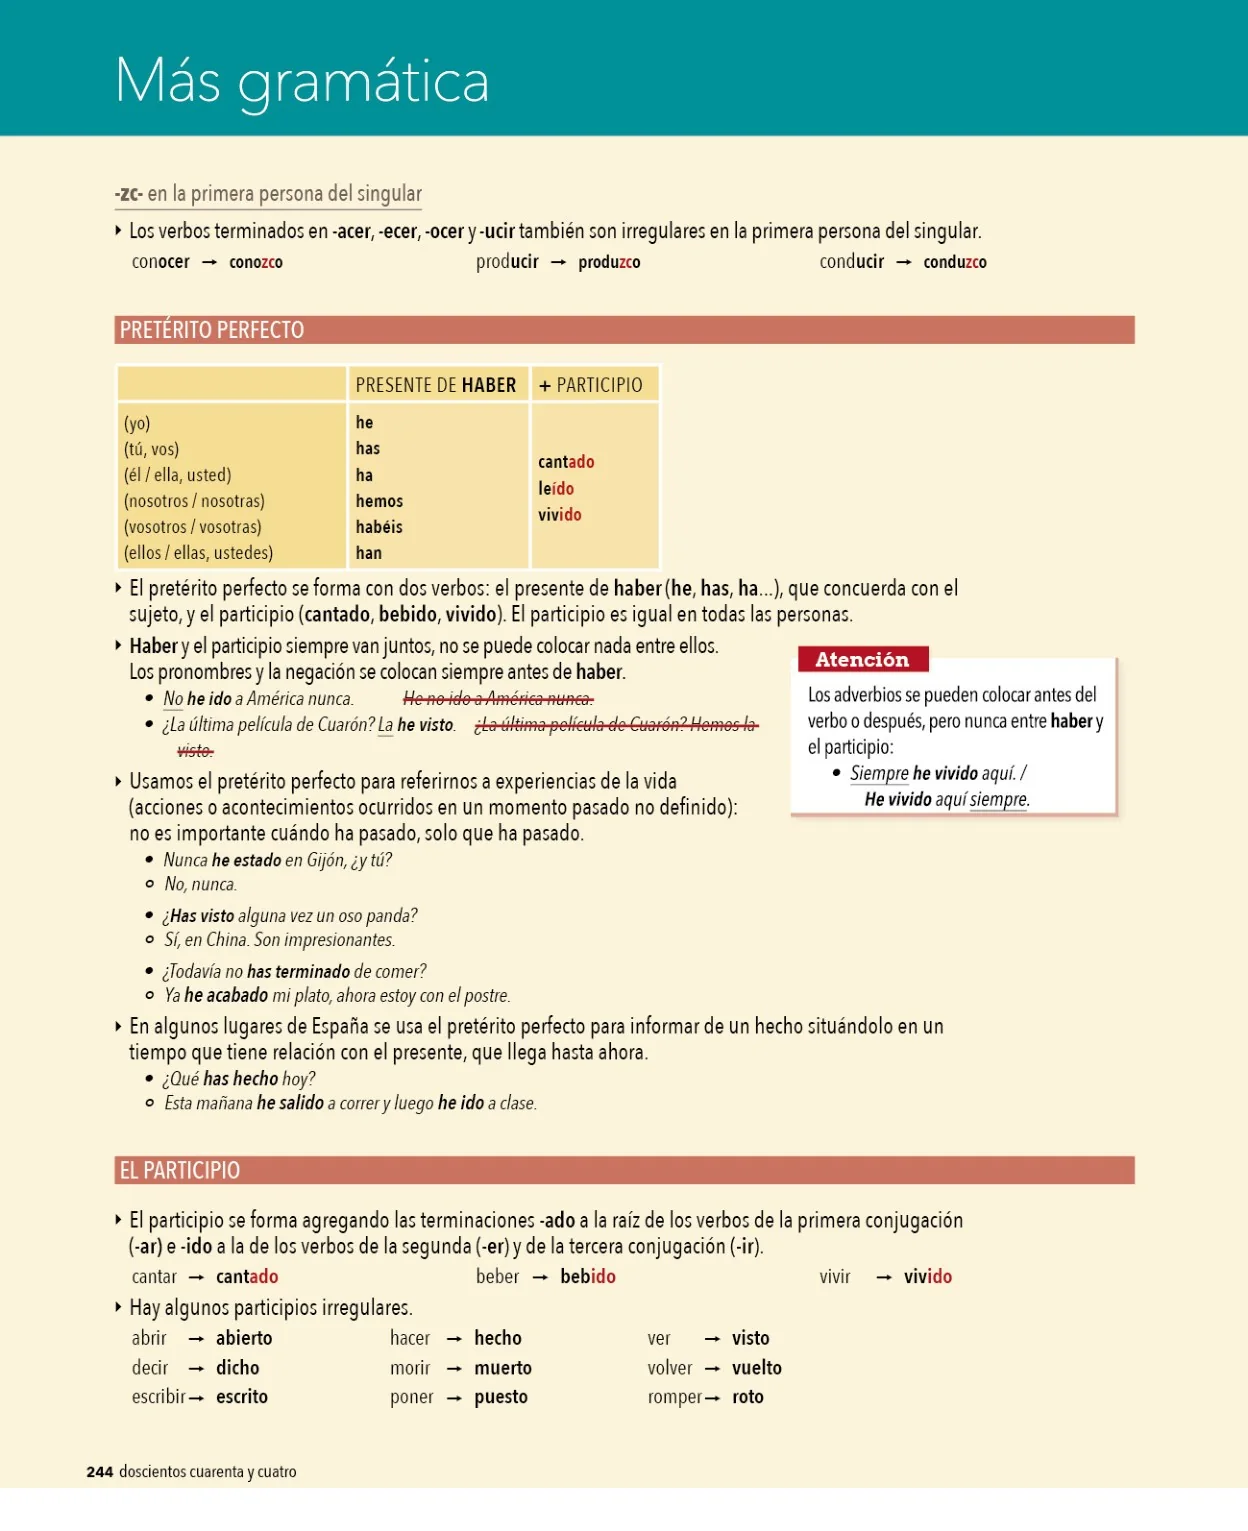 Más gramática
-zc- en la primera persona del singular
‣ Los verbos terminados en -acer, -ecer, -ocer y -ucir también son irregulares en la primera persona del singular.
conocer → conozco producir → produzco conducir → conduzco
PRETÉRITO PERFECTO
PRESENTE DE HABER + PARTICIPIO
(yo) he
(tú, vos) has
(él / ella, usted) ha
(nosotros / nosotras) hemos
(vosotros / vosotras) habéis
(ellos / ellas, ustedes) han
cantado
leído
vivido
‣ El pretérito perfecto se forma con dos verbos: el presente de haber (he, has, ha...), que concuerda con el
sujeto, y el participio (cantado, bebido, vivido). El participio es igual en todas las personas.
‣ Haber y el participio siempre van juntos, no se puede colocar nada entre ellos.
Los pronombres y la negación se colocan siempre antes de haber.
• No he ido a América nunca. He no ido a América nunca.
• ¿La última película de Cuarón? La he visto. ¿La última película de Cuarón? Hemos la
visto.
Atención
Los adverbios se pueden colocar antes del
verbo o después, pero nunca entre haber y
el participio:
• Siempre he vivido aquí. /
He vivido aquí siempre.
‣ Usamos el pretérito perfecto para referirnos a experiencias de la vida
(acciones o acontecimientos ocurridos en un momento pasado no definido):
no es importante cuándo ha pasado, solo que ha pasado.
• Nunca he estado en Gijón, ¿y tú?
○ No, nunca.
• ¿Has visto alguna vez un oso panda?
○ Sí, en China. Son impresionantes.
• ¿Todavía no has terminado de comer?
○ Ya he acabado mi plato, ahora estoy con el postre.
‣ En algunos lugares de España se usa el pretérito perfecto para informar de un hecho situándolo en un
tiempo que tiene relación con el presente, que llega hasta ahora.
• ¿Qué has hecho hoy?
○ Esta mañana he salido a correr y luego he ido a clase.
EL PARTICIPIO
‣ El participio se forma agregando las terminaciones -ado a la raíz de los verbos de la primera conjugación
(-ar) e -ido a la de los verbos de la segunda (-er) y de la tercera conjugación (-ir).
cantar → cantado beber → bebido vivir → vivido
‣ Hay algunos participios irregulares.
abrir → abierto hacer → hecho ver → visto
decir → dicho morir → muerto volver → vuelto
escribir → escrito poner → puesto romper → roto
244 doscientos cuarenta y cuatro